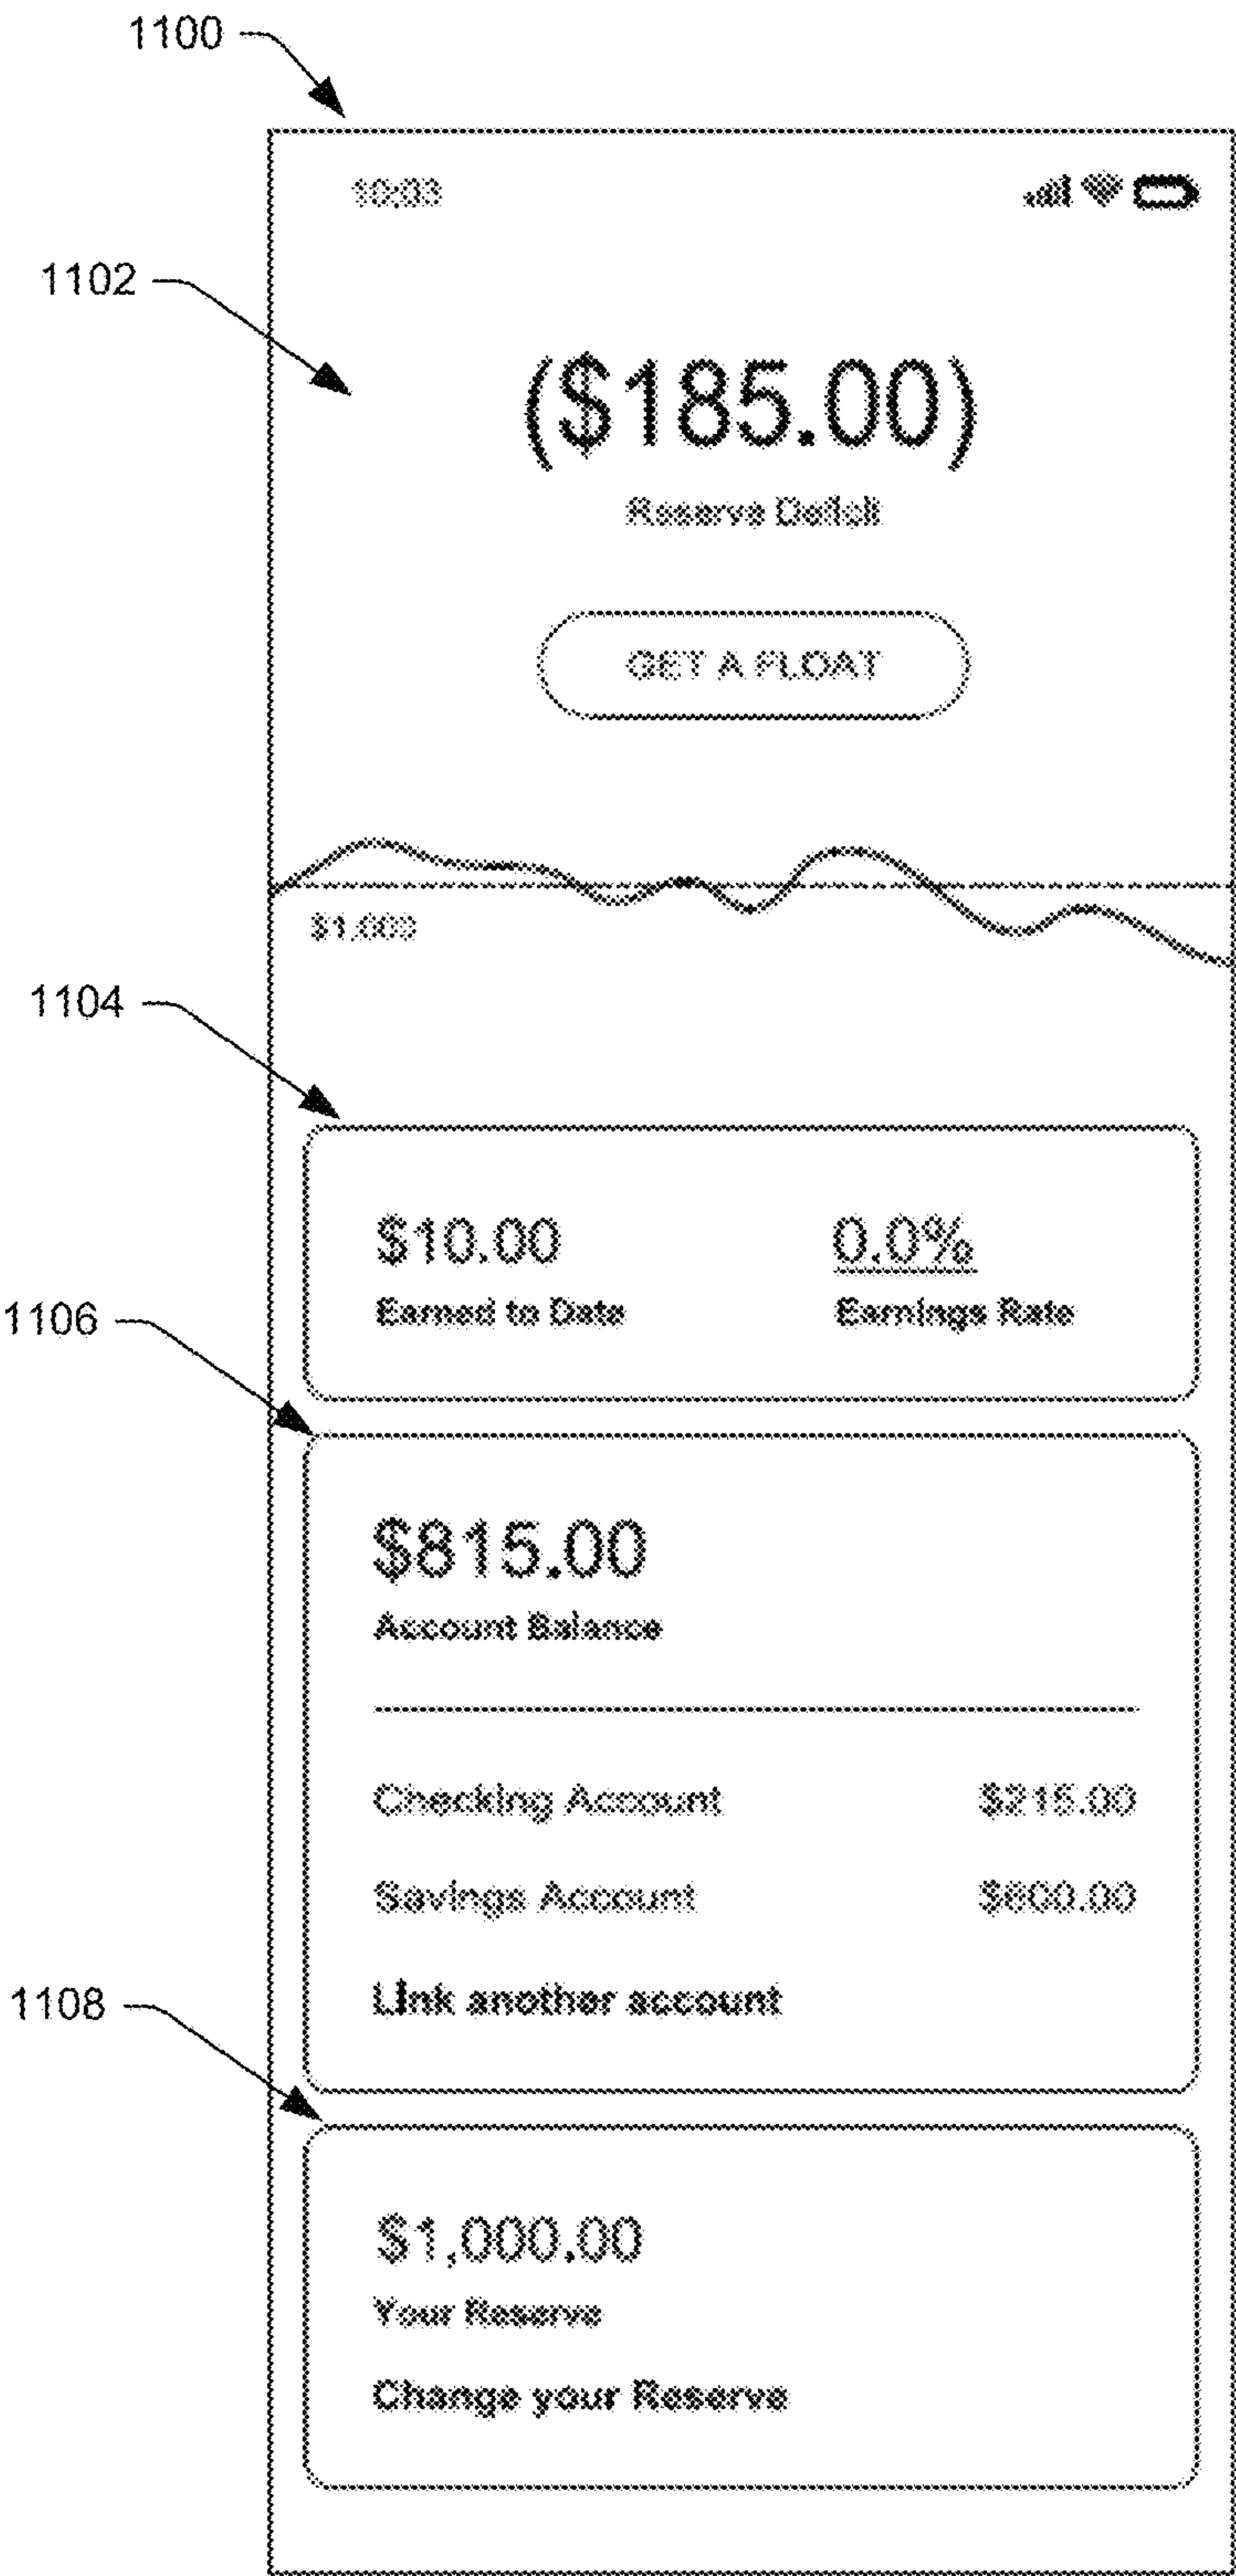 1100
10:03
1102
($185.00)
Reserve Deficit
GET A FLOAT
$1,000
1104
$10.00 0.0%
Earned to Date Earnings Rate
1106
$815.00
Account Balance
Checking Account $215.00
Savings Account $600.00
Link another account
1108
$1,000.00
Your Reserve
Change your Reserve